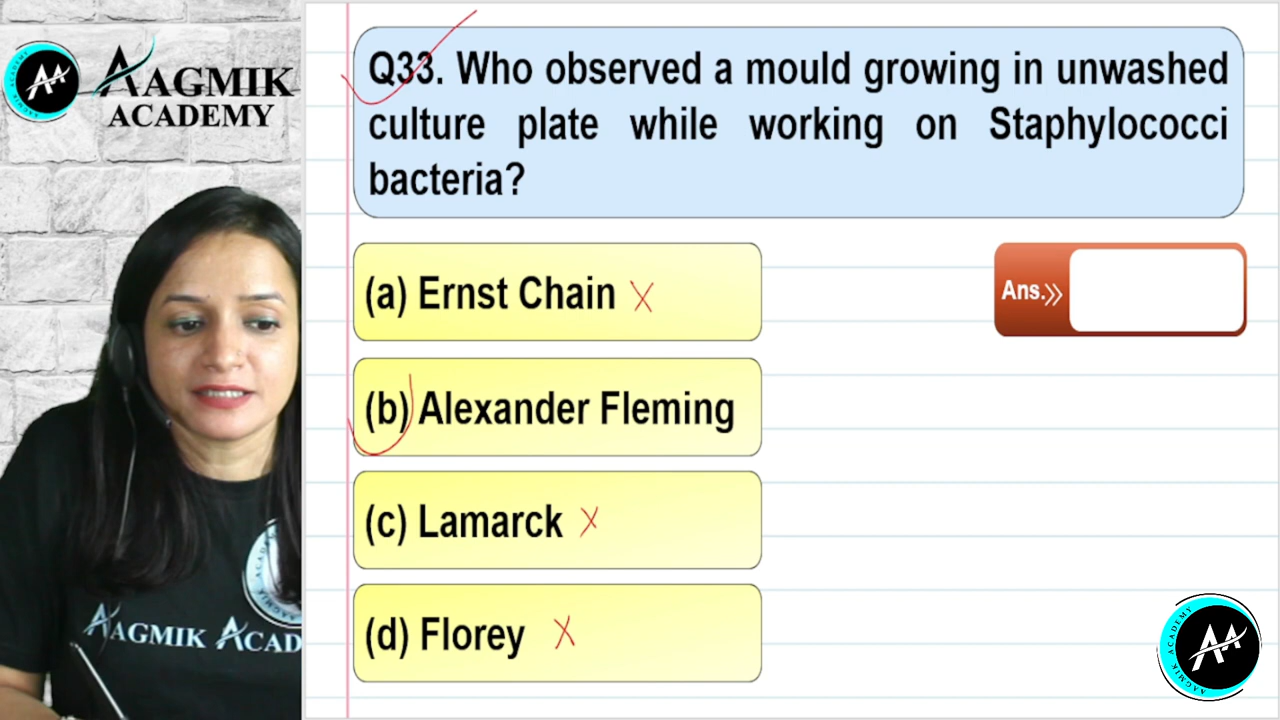 AAGMIK
ACADEMY
Q33. Who observed a mould growing in unwashed
culture plate while working on Staphylococci
bacteria?
(a) Ernst Chain
Ans.
(b) Alexander Fleming
(c) Lamarck
(d) Florey
AAGMIK ACAD